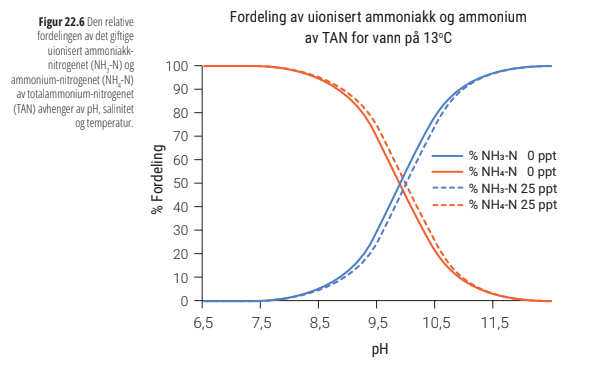 Figur 22.6 Den relative
fordelingen av det giftige
uionisert ammoniakk-
nitrogenet (NH₃-N) og
ammonium-nitrogenet (NH₄-N)
av totalammonium-nitrogenet
(TAN) avhenger av pH, salinitet
og temperatur.
Fordeling av uionisert ammoniakk og ammonium
av TAN for vann på 13ºC
% Fordeling
100
90
80
70
60
50
40
30
20
10
0
6,5 7,5 8,5 9,5 10,5 11,5
pH
% NH₃-N 0 ppt
% NH₄-N 0 ppt
% NH₃-N 25 ppt
% NH₄-N 25 ppt